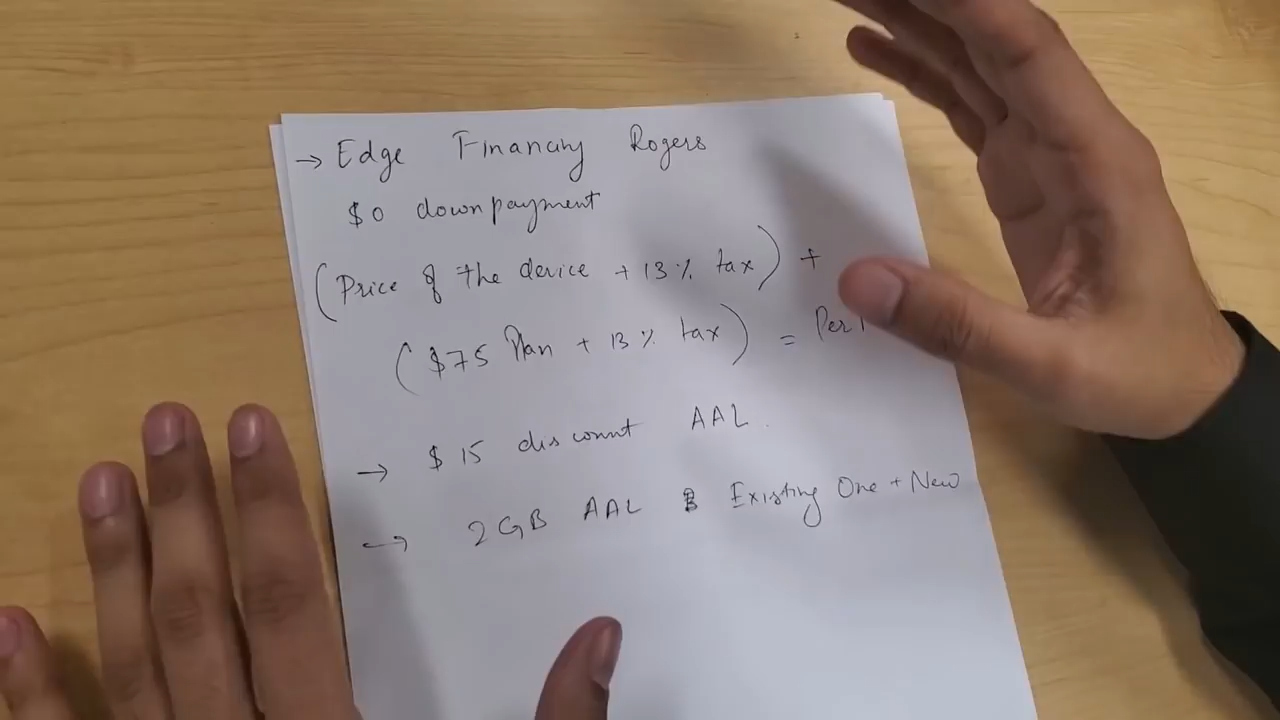 → Edge Financing Rogers
$0 downpayment
(Price of the device + 13% tax) +
($75 Plan + 13% tax) = Per
→ $15 discount AAL.
→ 2GB AAL Existing One + New